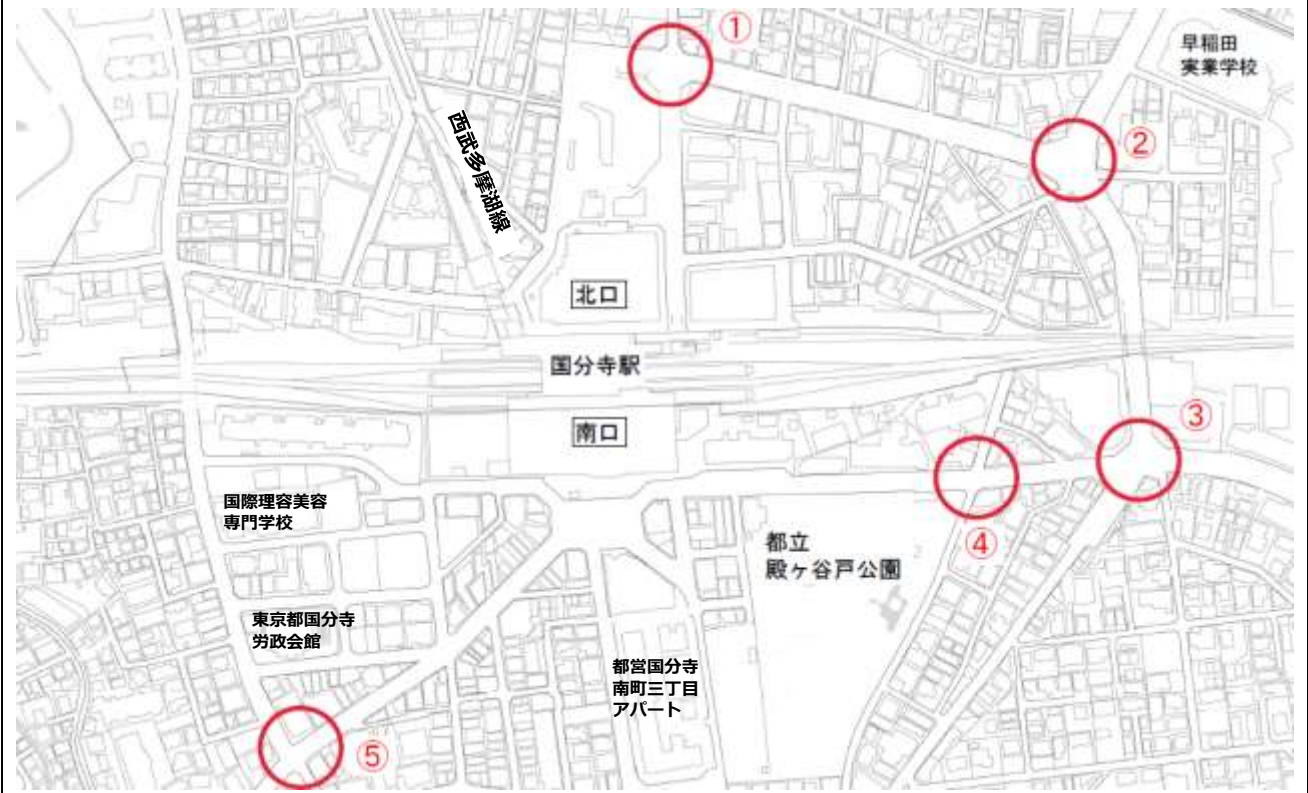 ①
早稲田
実業学校
②
西武多摩湖線
北口
国分寺駅
南口
③
国際理容美容
専門学校
④
都立
殿ヶ谷戸公園
東京都国分寺
労政会館
都営国分寺
南町三丁目
アパート
⑤